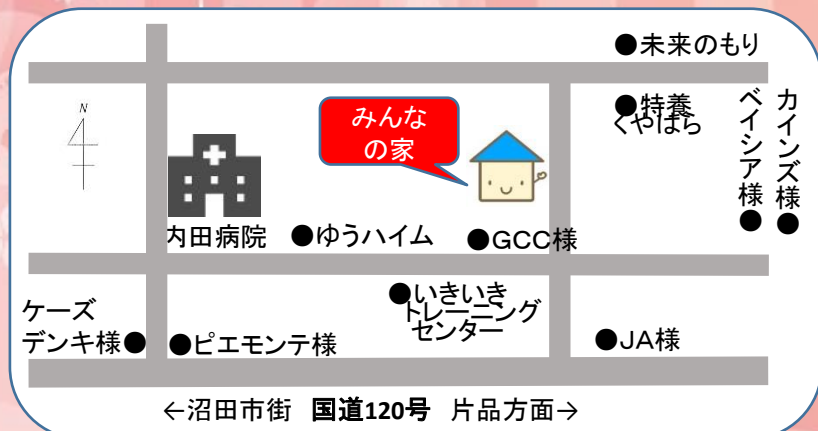 ●未来のもり
N
みんな
の家
●特養
くやはら
ベイシア様●
カインズ様●
内田病院
●ゆうハイム
●GCC様
●いきいき
トレーニング
センター
ケーズ
デンキ様●
●ピエモンテ様
●JA様
←沼田市街 国道120号 片品方面→